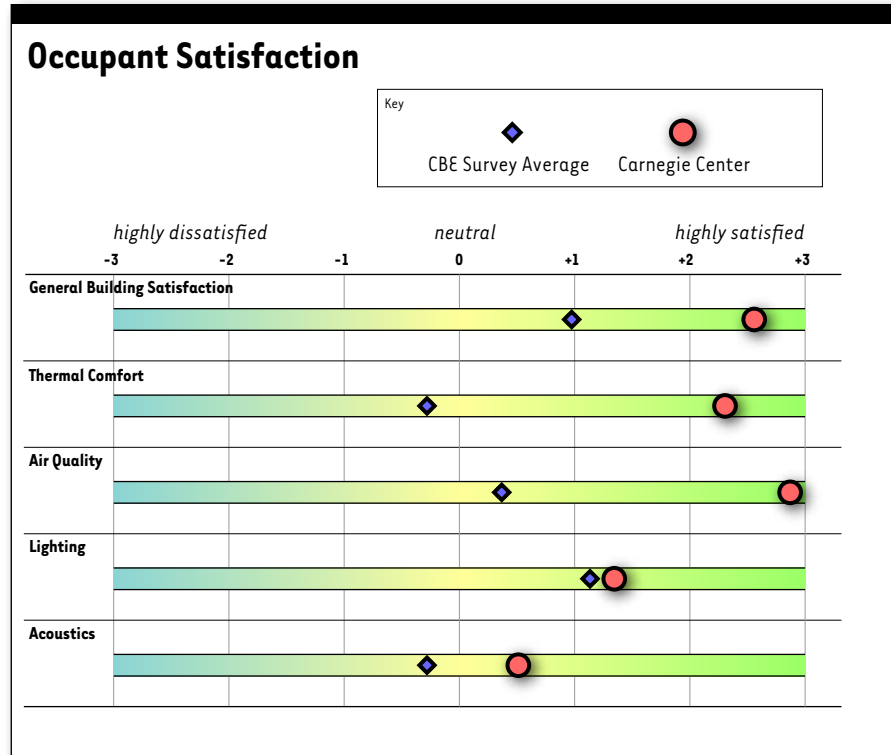 Occupant Satisfaction
Key
CBE Survey Average Carnegie Center
highly dissatisfied neutral highly satisfied
-3 -2 -1 0 +1 +2 +3
General Building Satisfaction
Thermal Comfort
Air Quality
Lighting
Acoustics